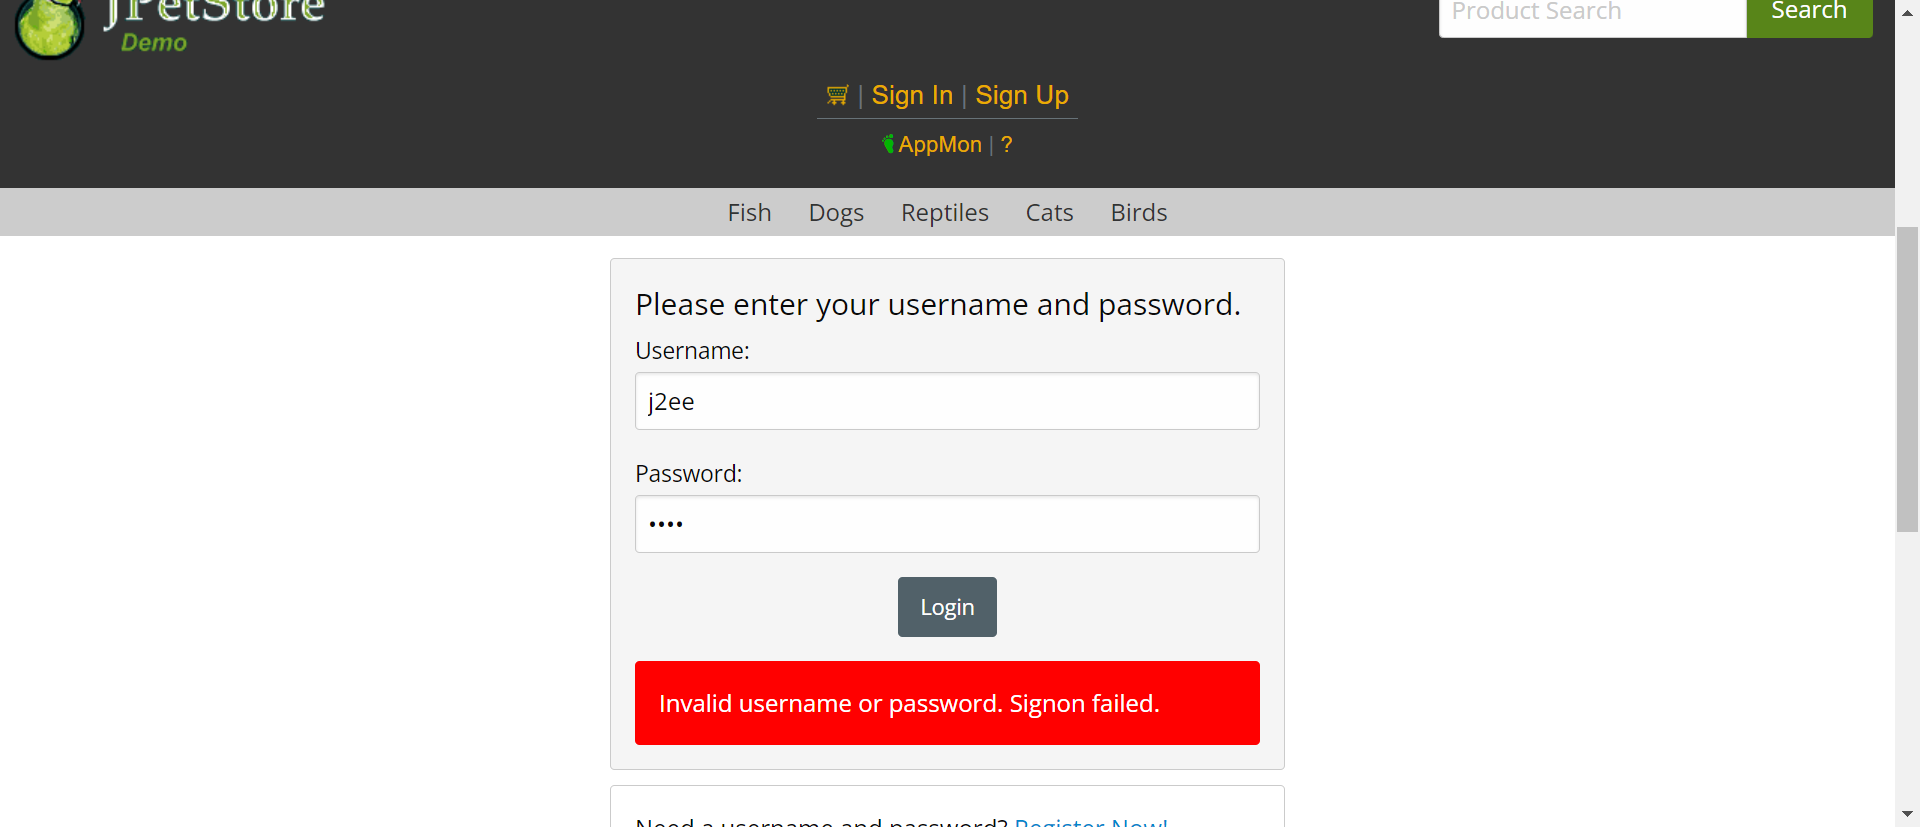 JPetStore
Demo
Product Search
Search
| Sign In | Sign Up
AppMon | ?
Fish Dogs Reptiles Cats Birds
Please enter your username and password.
Username:
j2ee
Password:
••••
Login
Invalid username or password. Signon failed.
Need a username and password? Register Now!